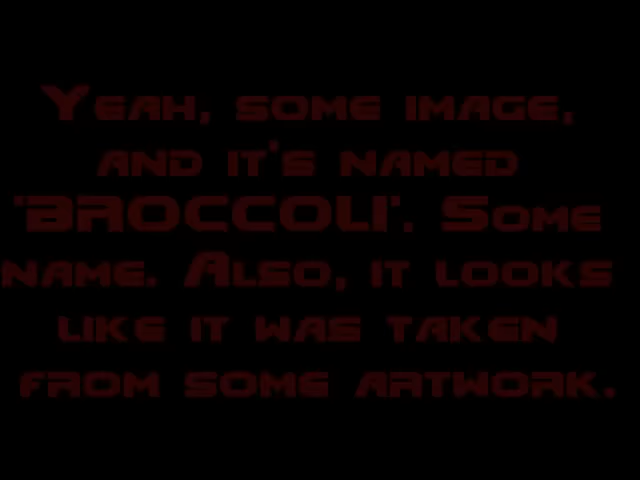 Yeah, some image,
and it's named
'BROCCOLI'. Some
name. Also, it looks
like it was taken
from some artwork.